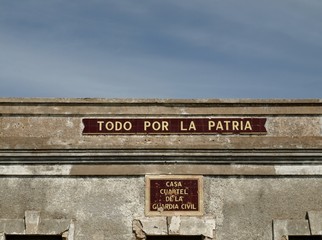 TODO POR LA PATRIA
CASA
CUARTEL
DE LA
GUARDIA CIVIL